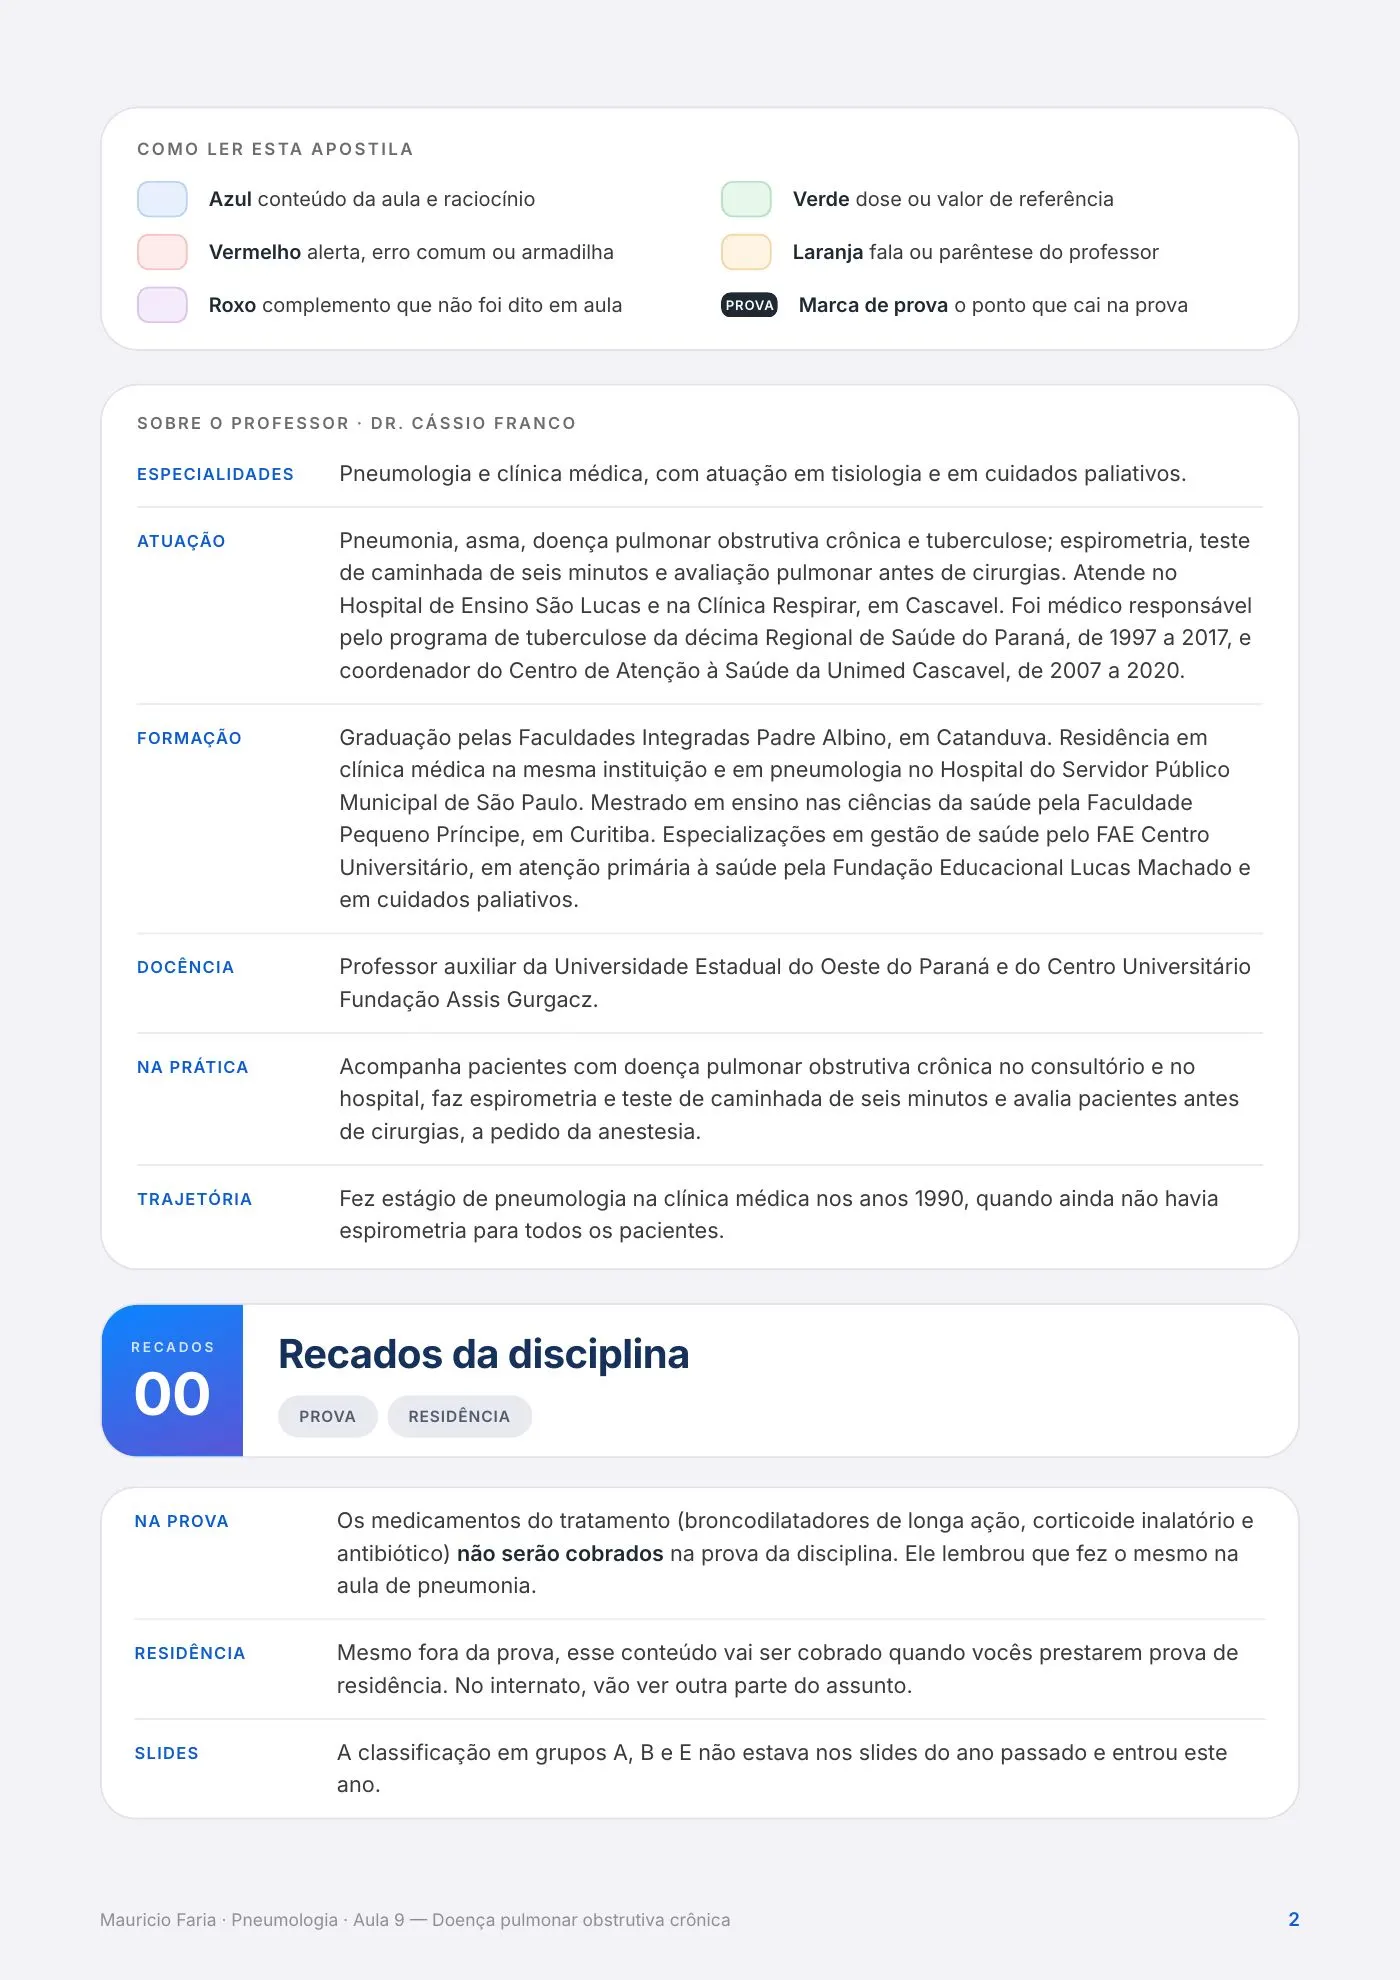 COMO LER ESTA APOSTILA
Azul conteúdo da aula e raciocínio
Verde dose ou valor de referência
Vermelho alerta, erro comum ou armadilha
Laranja fala ou parêntese do professor
Roxo complemento que não foi dito em aula
PROVA Marca de prova o ponto que cai na prova
SOBRE O PROFESSOR · DR. CÁSSIO FRANCO
ESPECIALIDADES Pneumologia e clínica médica, com atuação em tisiologia e em cuidados paliativos.
ATUAÇÃO Pneumonia, asma, doença pulmonar obstrutiva crônica e tuberculose; espirometria, teste
de caminhada de seis minutos e avaliação pulmonar antes de cirurgias. Atende no
Hospital de Ensino São Lucas e na Clínica Respirar, em Cascavel. Foi médico responsável
pelo programa de tuberculose da décima Regional de Saúde do Paraná, de 1997 a 2017, e
coordenador do Centro de Atenção à Saúde da Unimed Cascavel, de 2007 a 2020.
FORMAÇÃO Graduação pelas Faculdades Integradas Padre Albino, em Catanduva. Residência em
clínica médica na mesma instituição e em pneumologia no Hospital do Servidor Público
Municipal de São Paulo. Mestrado em ensino nas ciências da saúde pela Faculdade
Pequeno Príncipe, em Curitiba. Especializações em gestão de saúde pelo FAE Centro
Universitário, em atenção primária à saúde pela Fundação Educacional Lucas Machado e
em cuidados paliativos.
DOCÊNCIA Professor auxiliar da Universidade Estadual do Oeste do Paraná e do Centro Universitário
Fundação Assis Gurgacz.
NA PRÁTICA Acompanha pacientes com doença pulmonar obstrutiva crônica no consultório e no
hospital, faz espirometria e teste de caminhada de seis minutos e avalia pacientes antes
de cirurgias, a pedido da anestesia.
TRAJETÓRIA Fez estágio de pneumologia na clínica médica nos anos 1990, quando ainda não havia
espirometria para todos os pacientes.
RECADOS
00
Recados da disciplina
PROVA RESIDÊNCIA
NA PROVA Os medicamentos do tratamento (broncodilatadores de longa ação, corticoide inalatório e
antibiótico) não serão cobrados na prova da disciplina. Ele lembrou que fez o mesmo na
aula de pneumonia.
RESIDÊNCIA Mesmo fora da prova, esse conteúdo vai ser cobrado quando vocês prestarem prova de
residência. No internato, vão ver outra parte do assunto.
SLIDES A classificação em grupos A, B e E não estava nos slides do ano passado e entrou este
ano.
Mauricio Faria · Pneumologia · Aula 9 — Doença pulmonar obstrutiva crônica 2